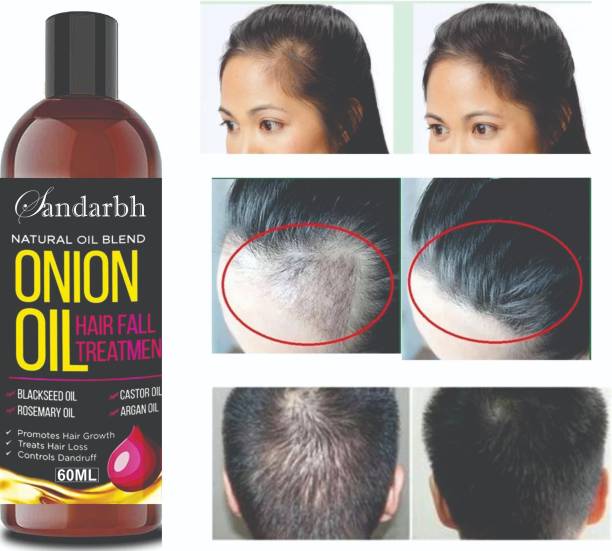 Sandarbh
NATURAL OIL BLEND
ONION
OIL
HAIR FALL
TREATMEN
BLACKSEED OIL
CASTOR OIL
ROSEMARY OIL
ARGAN OIL
Promotes Hair Growth
Treats Hair Loss
Controls Dandruff
60ML